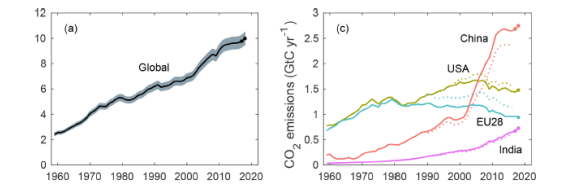 (a)
Global
12
10
8
6
4
2
0
1960 1970 1980 1990 2000 2010 2020
CO2 emissions (GtC yr-1)
(c)
China
USA
EU28
India
3
2.5
2
1.5
1
0.5
0
1960 1970 1980 1990 2000 2010 2020